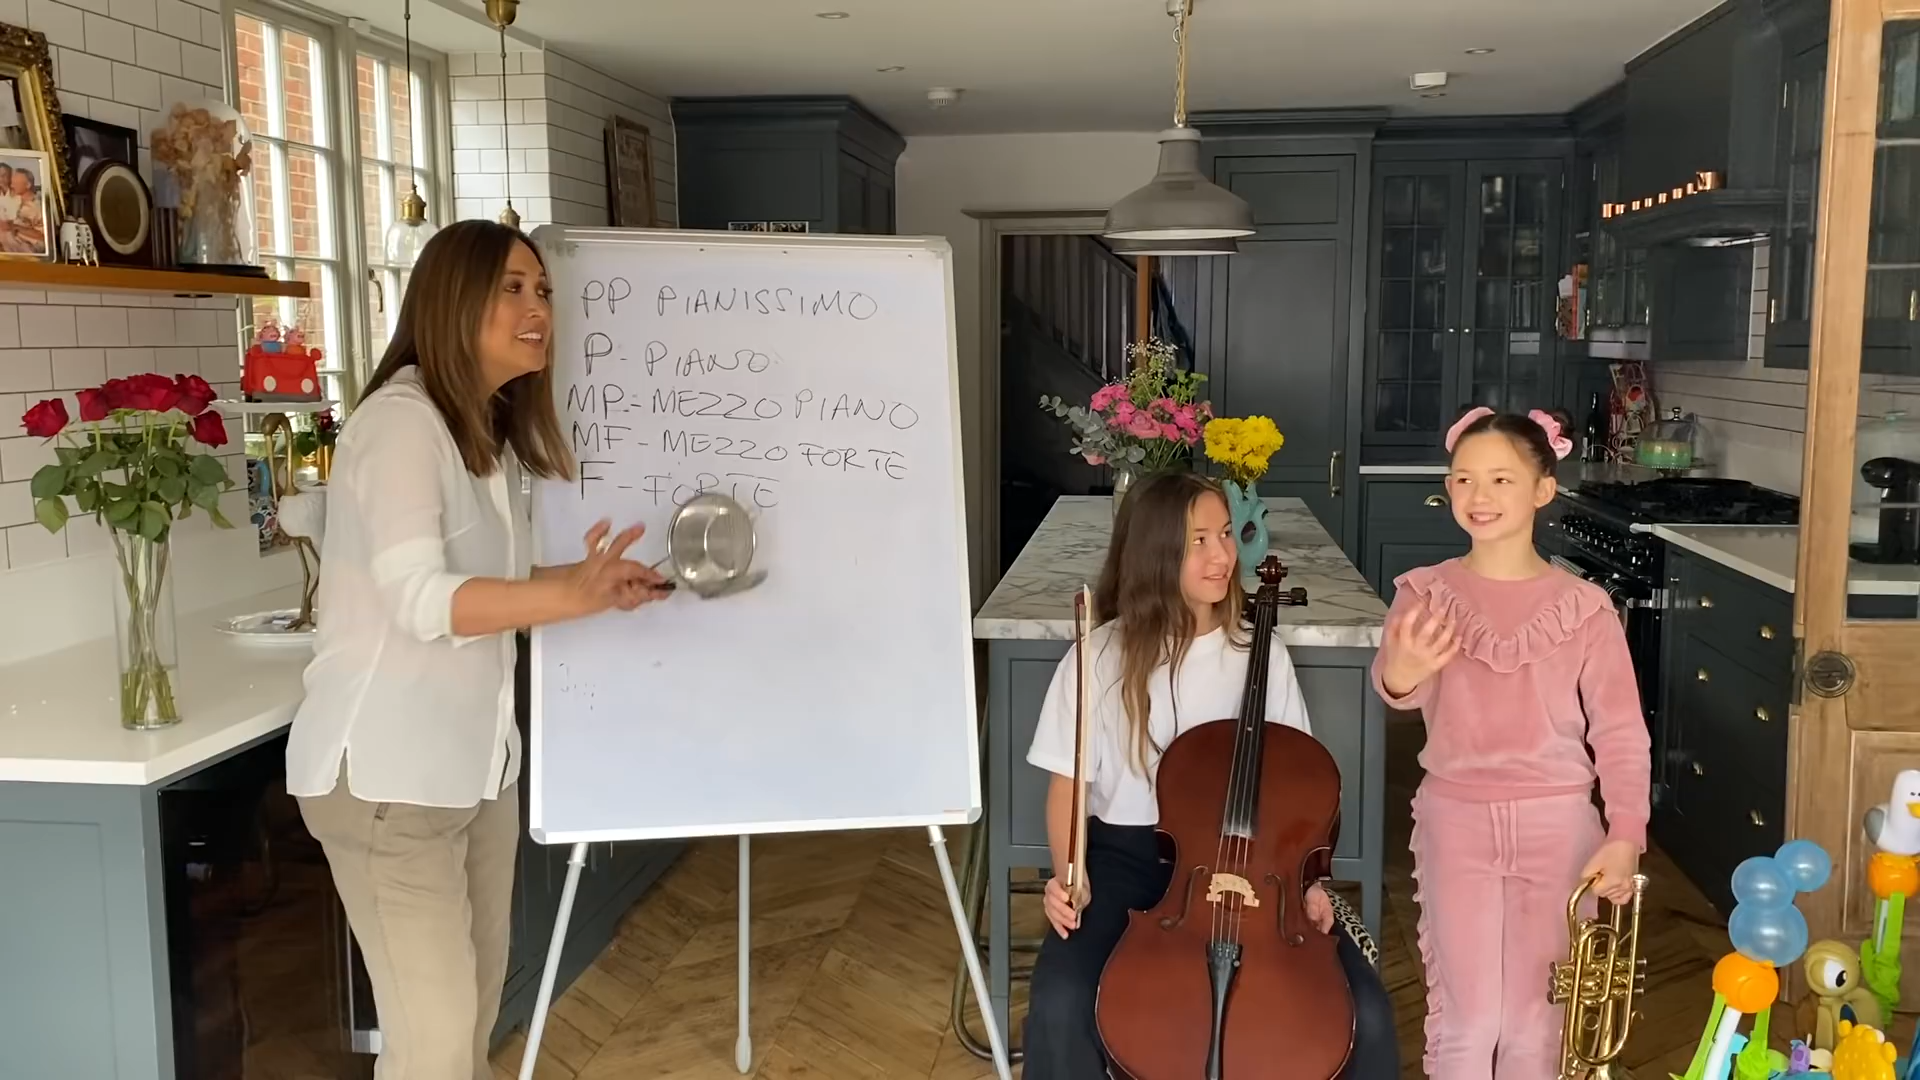 PP PIANISSIMO
P - PIANO
MP - MEZZO PIANO
MF - MEZZO FORTE
F - FORTE